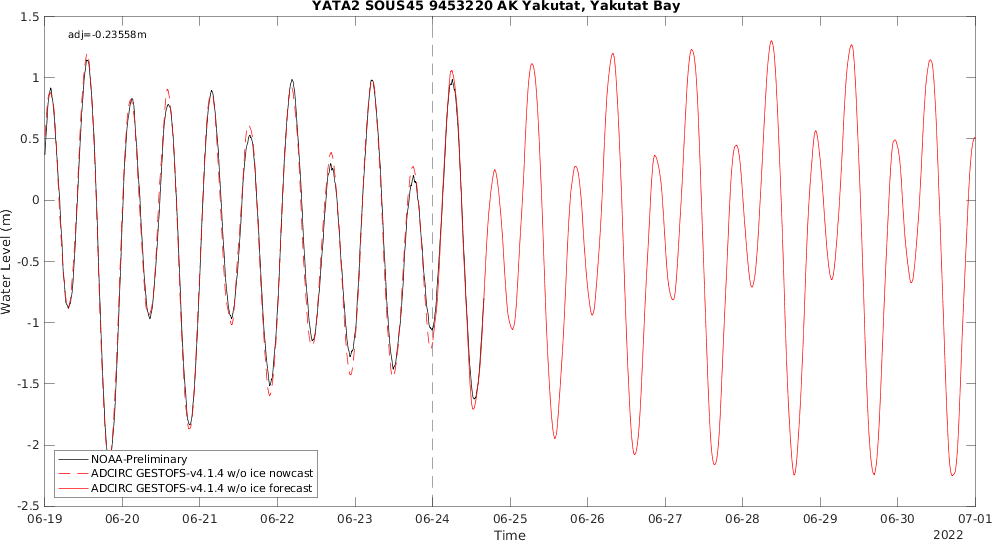 YATA2 SOUS45 9453220 AK Yakutat, Yakutat Bay
adj=-0.23558m
1.5
1
0.5
0
-0.5
-1
-1.5
-2
-2.5
Water Level (m)
NOAA-Preliminary
ADCIRC GESTOFS-v4.1.4 w/o ice nowcast
ADCIRC GESTOFS-v4.1.4 w/o ice forecast
06-19 06-20 06-21 06-22 06-23 06-24 06-25 06-26 06-27 06-28 06-29 06-30 07-01
Time
2022